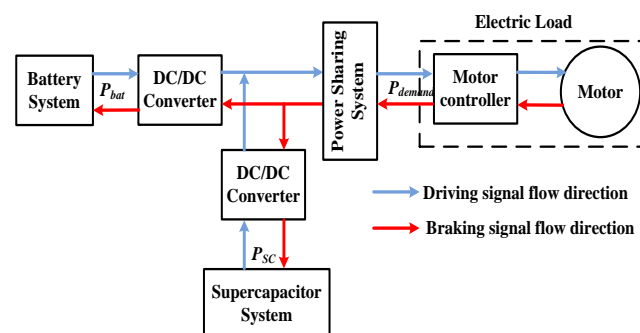 Electric Load
Battery
System
P_bat
DC/DC
Converter
Power Sharing
System
P_demand
Motor
controller
Motor
DC/DC
Converter
Driving signal flow direction
Braking signal flow direction
P_SC
Supercapacitor
System